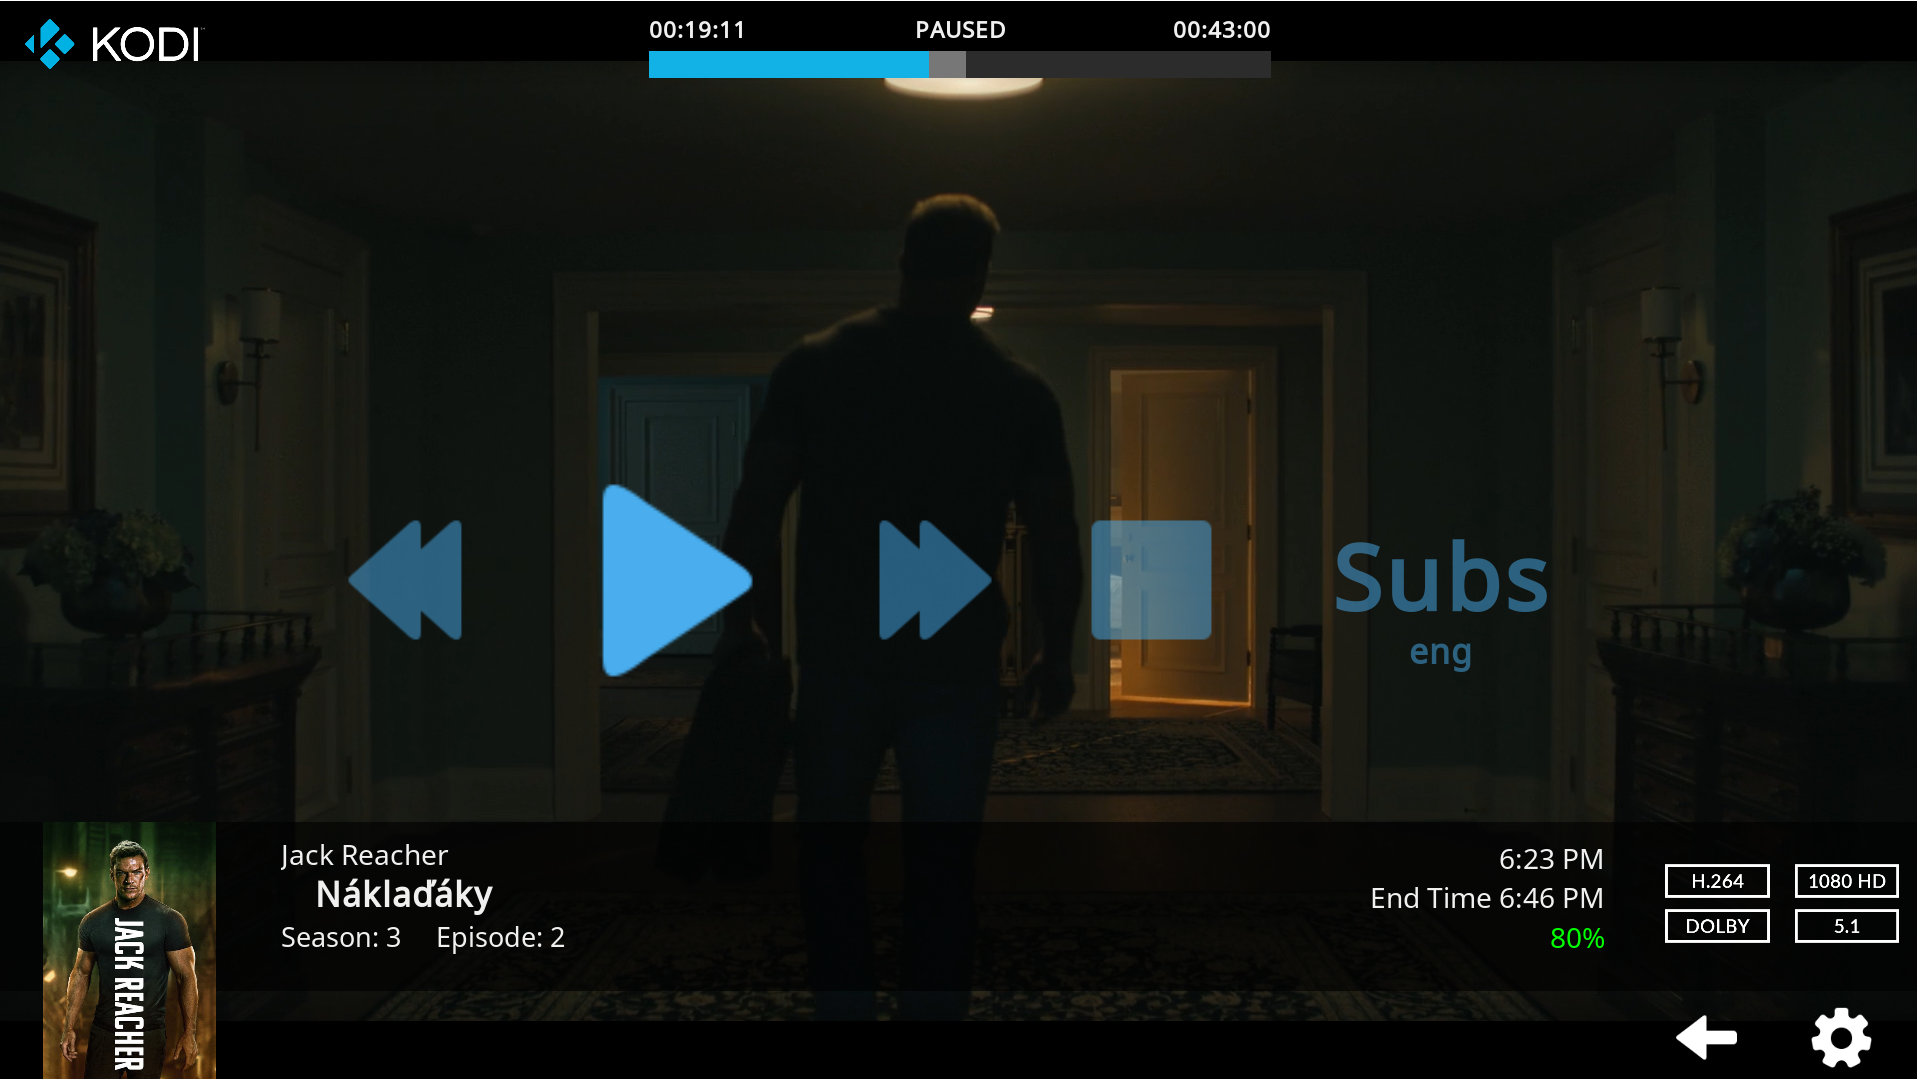 KODI
00:19:11 PAUSED 00:43:00
Subs
eng
Jack Reacher
Náklaďáky
Season: 3 Episode: 2
JACK REACHER
6:23 PM
End Time 6:46 PM
80%
H.264 1080 HD
DOLBY 5.1